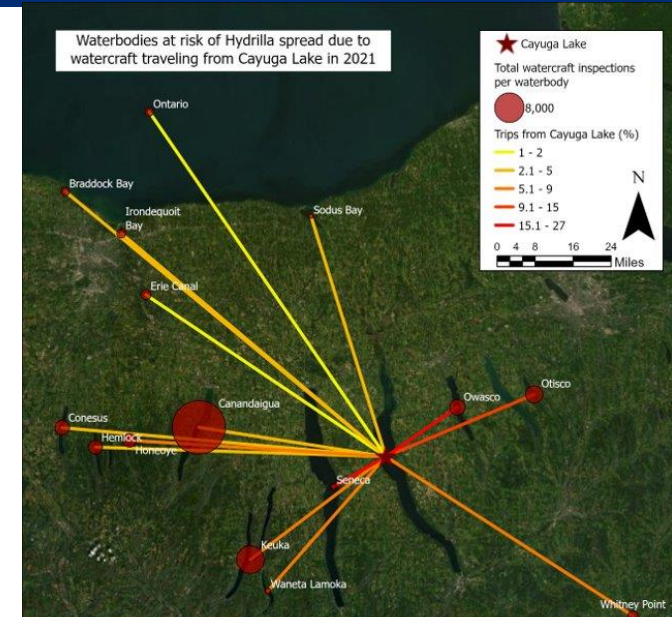 Waterbodies at risk of Hydrilla spread due to
watercraft traveling from Cayuga Lake in 2021
Cayuga Lake
Total watercraft inspections
per waterbody
8,000
Trips from Cayuga Lake (%)
1 - 2
2.1 - 5
5.1 - 9
9.1 - 15
15.1 - 27
N
0 4 8 16 24
Miles
Ontario
Braddock Bay
Irondequoit
Bay
Sodus Bay
Erie Canal
Canandaigua
Owasco
Otisco
Conesus
Hemlock
Honeoye
Seneca
Keuka
Waneta Lamoka
Whitney Point